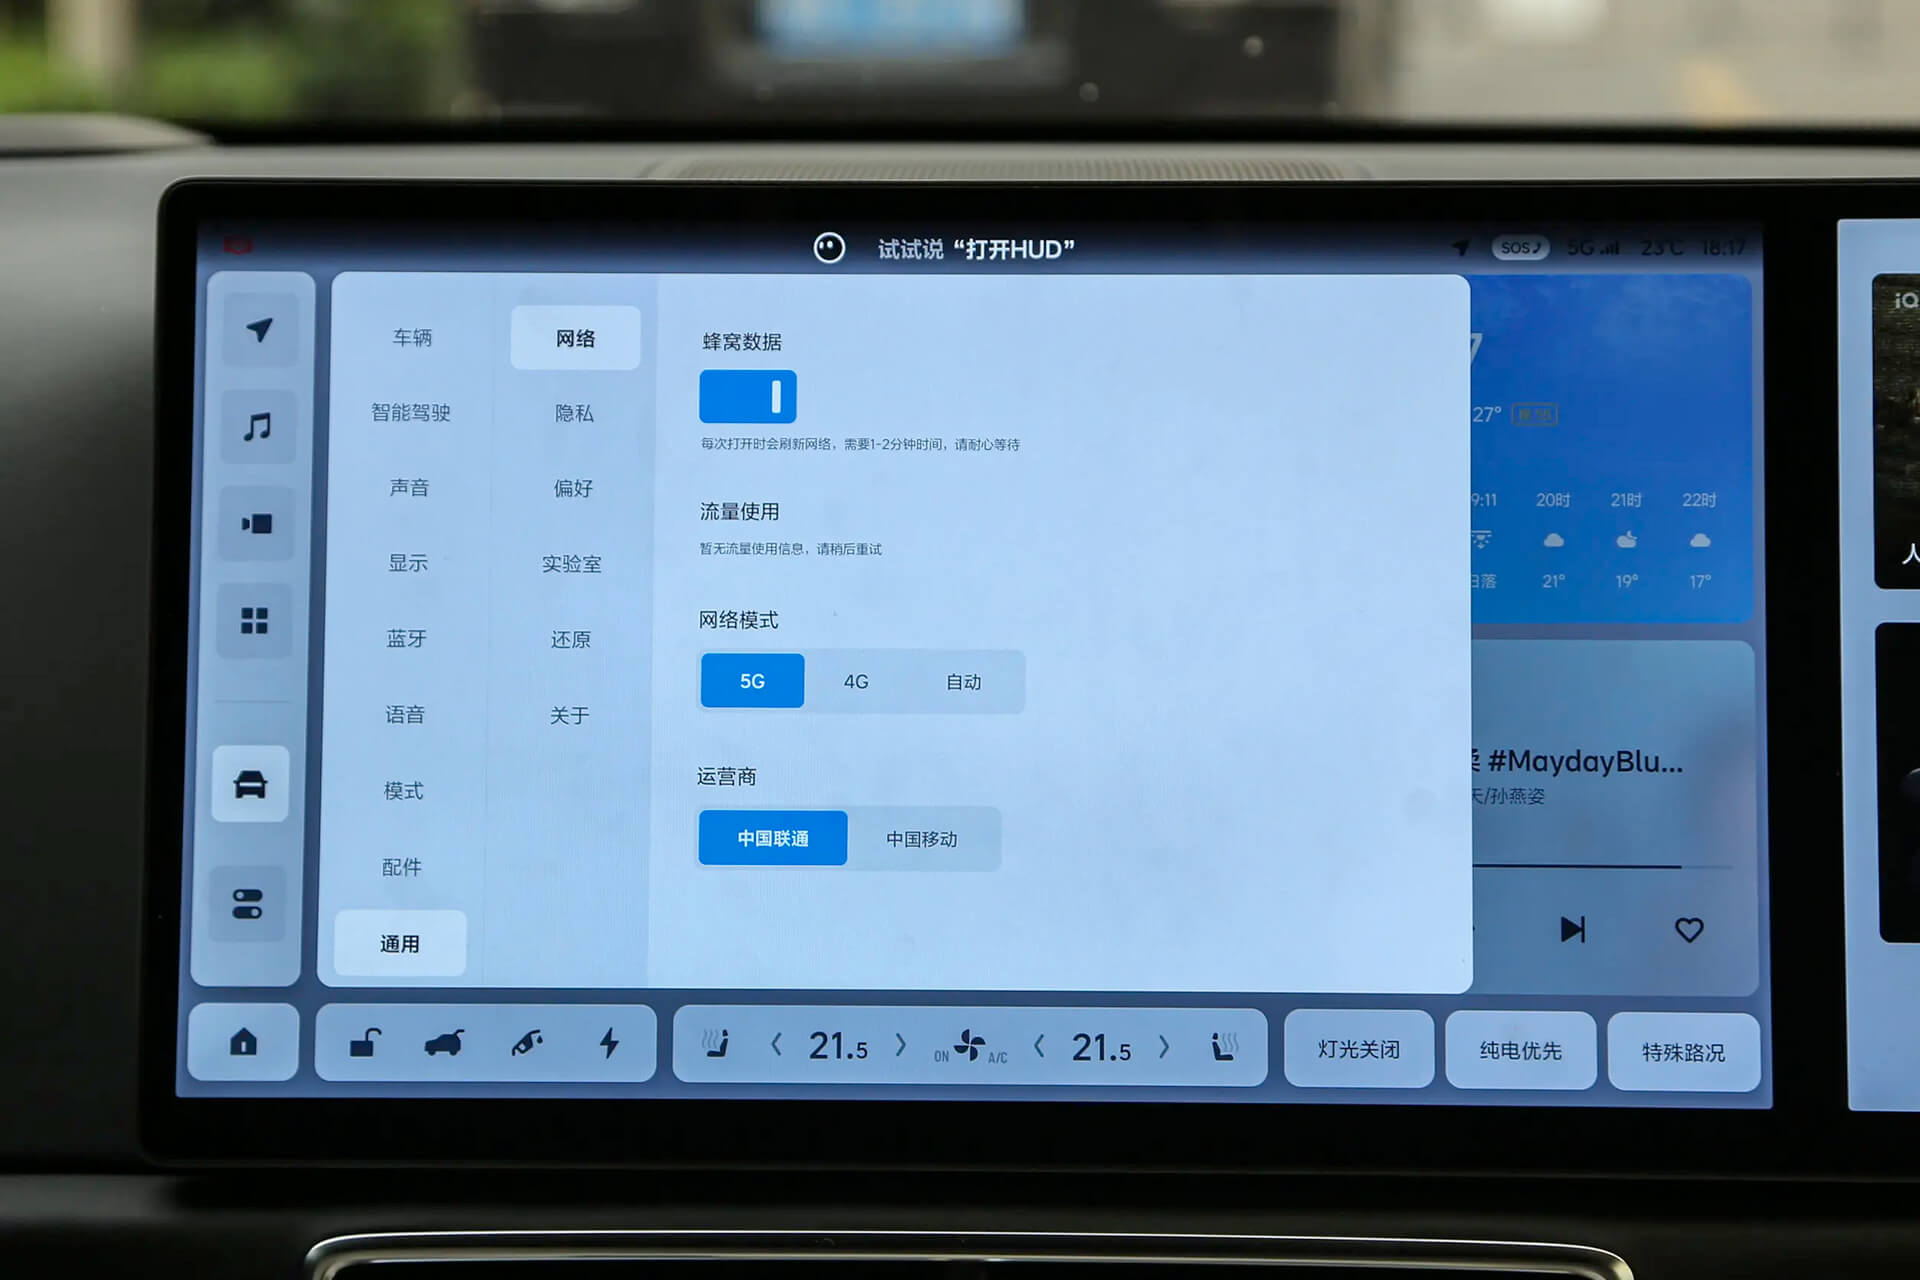 试试说 “打开HUD”
SOS 5G 23℃ 18:17
车辆
智能驾驶
声音
显示
蓝牙
语音
模式
配件
通用
网络
隐私
偏好
实验室
还原
关于
蜂窝数据
每次打开时会刷新网络，需要1-2分钟时间，请耐心等待
流量使用
暂无流量使用信息，请稍后重试
网络模式
5G 4G 自动
运营商
中国联通 中国移动
7
27°
9:11 20时 21时 22时
日落 21° 19° 17°
#MaydayBlu...
天/孙燕姿
iQ
人
21.5 ON A/C 21.5
灯光关闭 纯电优先 特殊路况